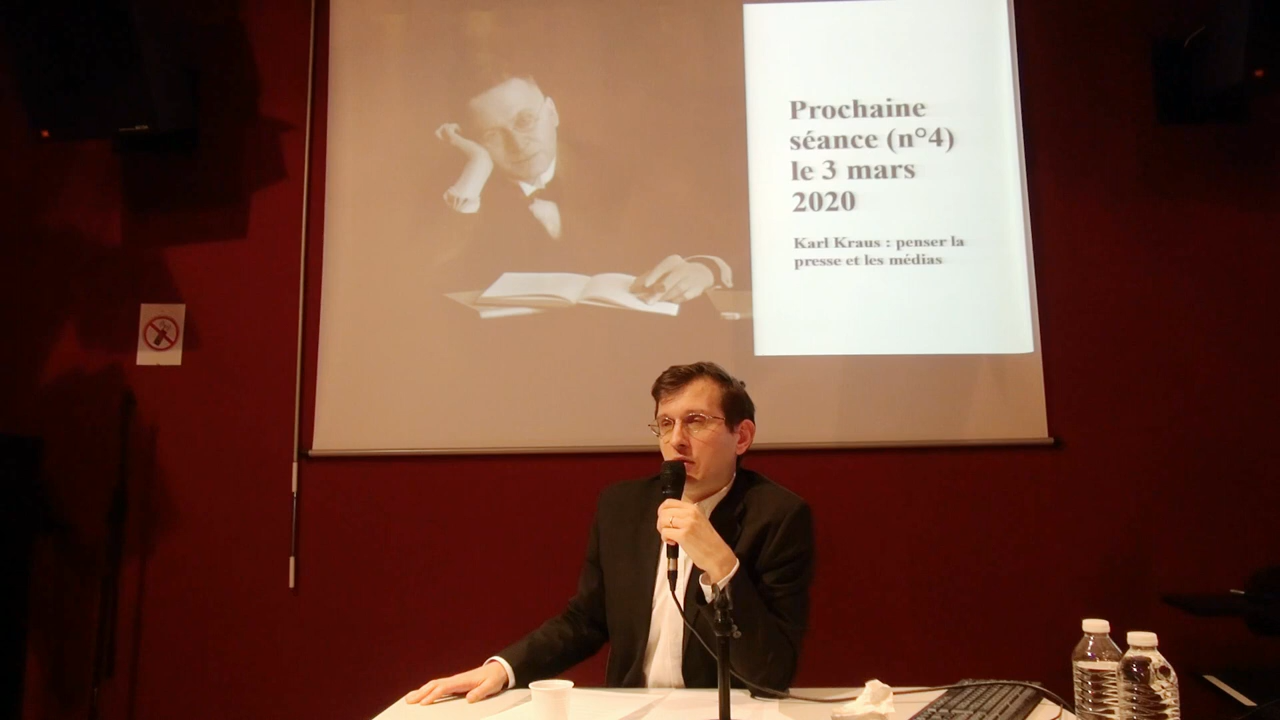 Prochaine
séance (n°4)
le 3 mars
2020
Karl Kraus : penser la
presse et les médias